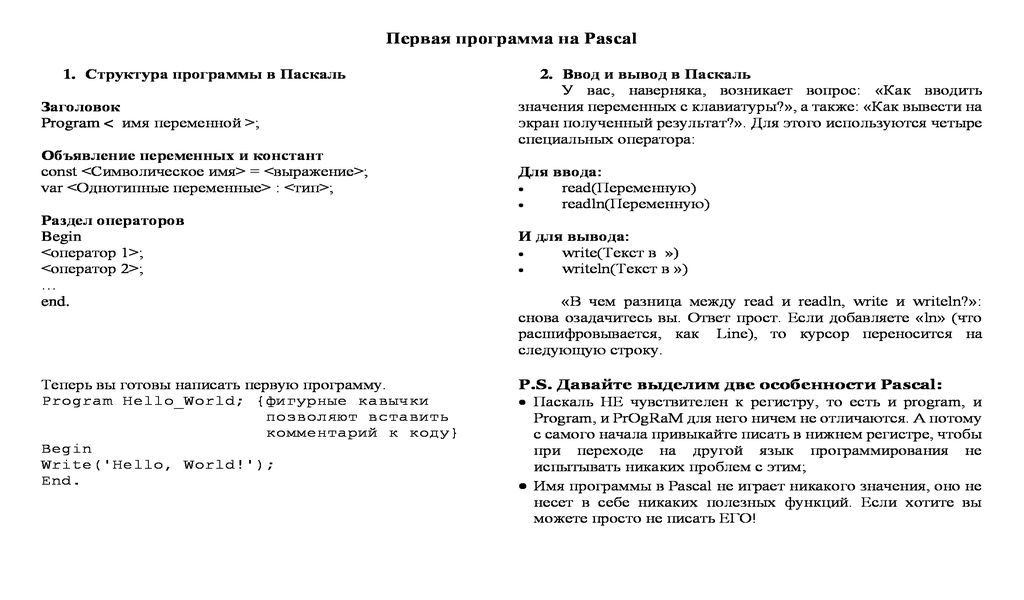 Первая программа на Pascal
1. Структура программы в Паскаль
Заголовок
Program < имя переменной >;
Объявление переменных и констант
const <Символическое имя> = <выражение>;
var <Однотипные переменные> : <тип>;
Раздел операторов
Begin
<оператор 1>;
<оператор 2>;
…
end.
Теперь вы готовы написать первую программу.
Program Hello_World; {фигурные кавычки
позволяют вставить
комментарий к коду}
Begin
Write('Hello, World!');
End.
2. Ввод и вывод в Паскаль
У вас, наверняка, возникает вопрос: «Как вводить
значения переменных с клавиатуры?», а также: «Как вывести на
экран полученный результат?». Для этого используются четыре
специальных оператора:
Для ввода:
• read(Переменную)
• readln(Переменную)
И для вывода:
• write(Текст в »)
• writeln(Текст в »)
«В чем разница между read и readln, write и writeln?»:
снова озадачитесь вы. Ответ прост. Если добавляете «ln» (что
расшифровывается, как Line), то курсор переносится на
следующую строку.
P.S. Давайте выделим две особенности Pascal:
• Паскаль НЕ чувствителен к регистру, то есть и program, и
Program, и PrOgRaM для него ничем не отличаются. А потому
с самого начала привыкайте писать в нижнем регистре, чтобы
при переходе на другой язык программирования не
испытывать никаких проблем с этим;
• Имя программы в Pascal не играет никакого значения, оно не
несет в себе никаких полезных функций. Если хотите вы
можете просто не писать ЕГО!